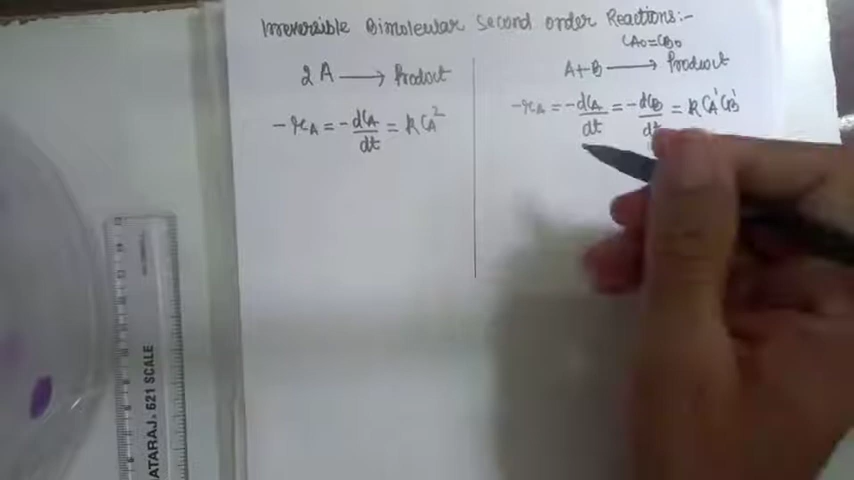 Irreversible Bimolecular Second order Reactions:-
2A ⟶ Product
-rA = -dCA/dt = kCA²
CA0=CB0
A+B ⟶ Product
-rA = -dCA/dt = -dCB/dt = kCA¹CB¹
NATARAJ. 621 SCALE